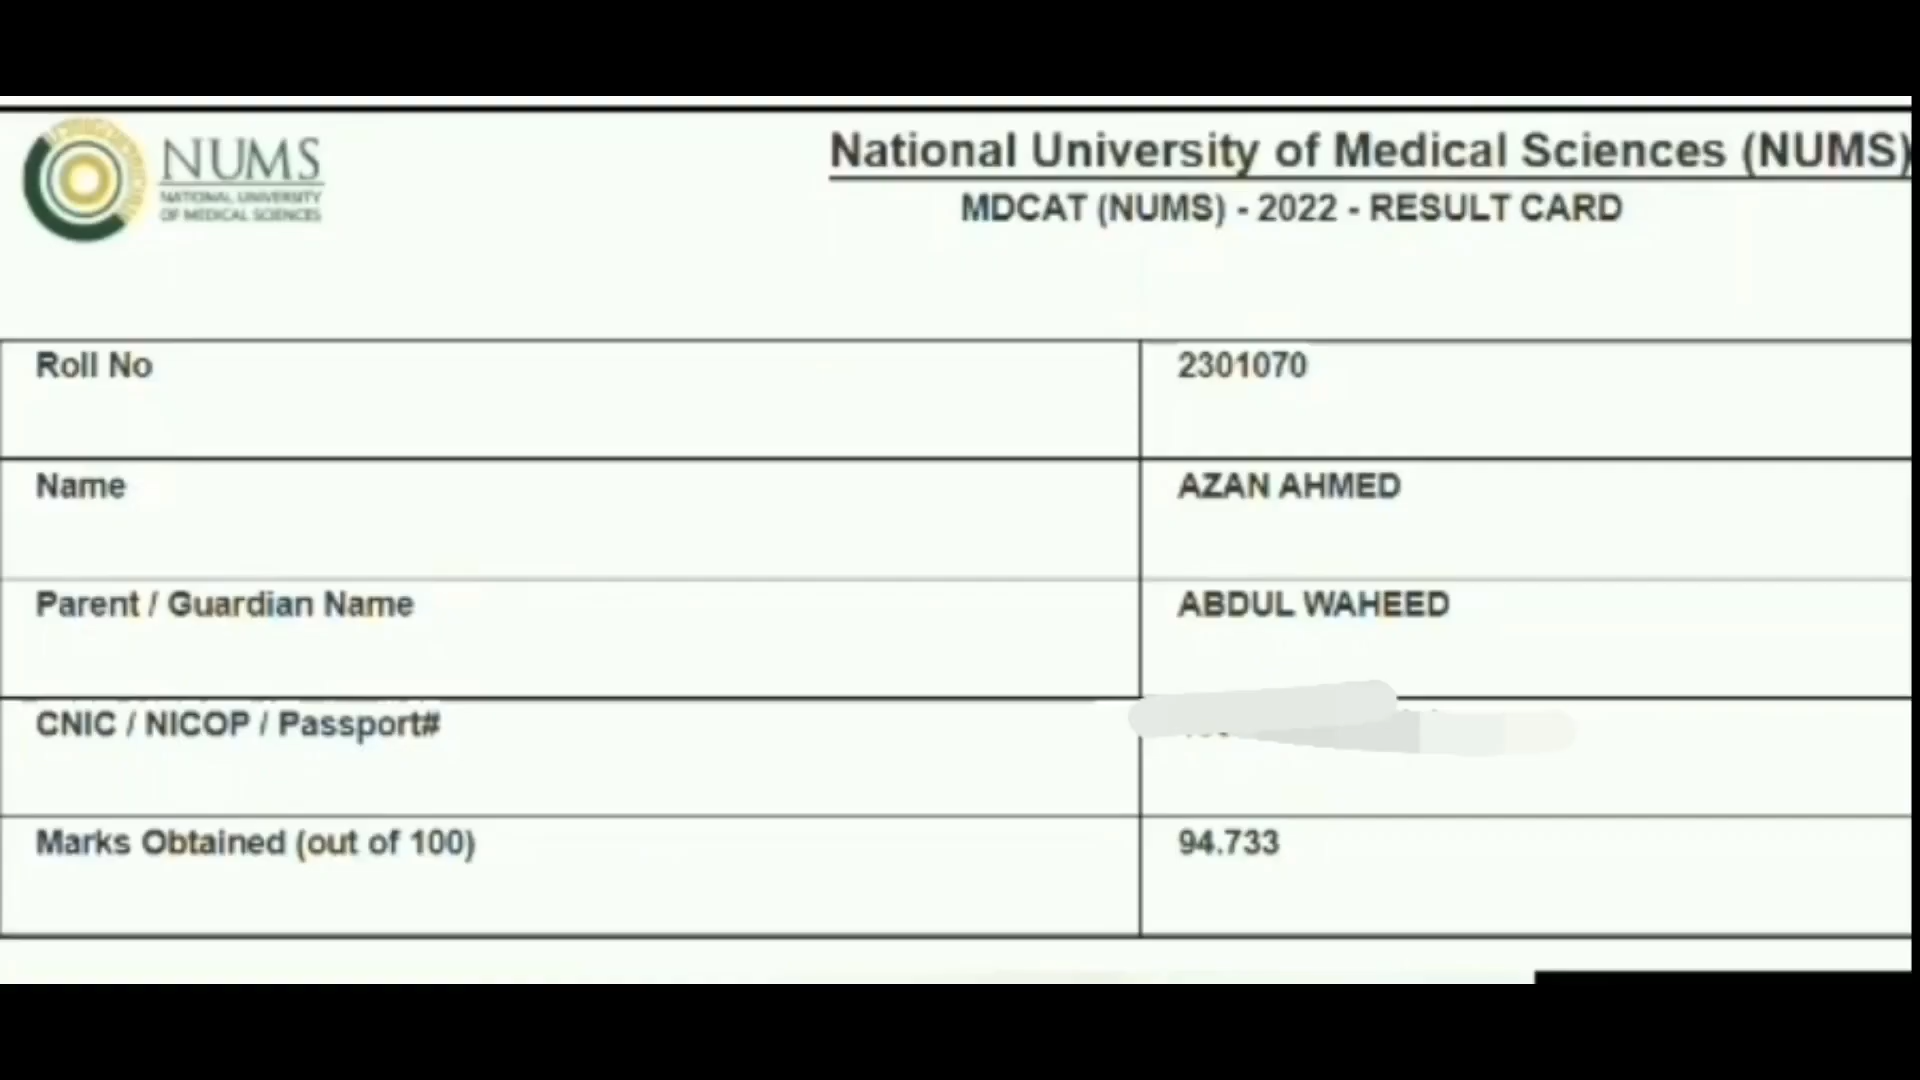 NUMS
NATIONAL UNIVERSITY
OF MEDICAL SCIENCES
National University of Medical Sciences (NUMS)
MDCAT (NUMS) - 2022 - RESULT CARD
Roll No 2301070
Name AZAN AHMED
Parent / Guardian Name ABDUL WAHEED
CNIC / NICOP / Passport#
Marks Obtained (out of 100) 94.733